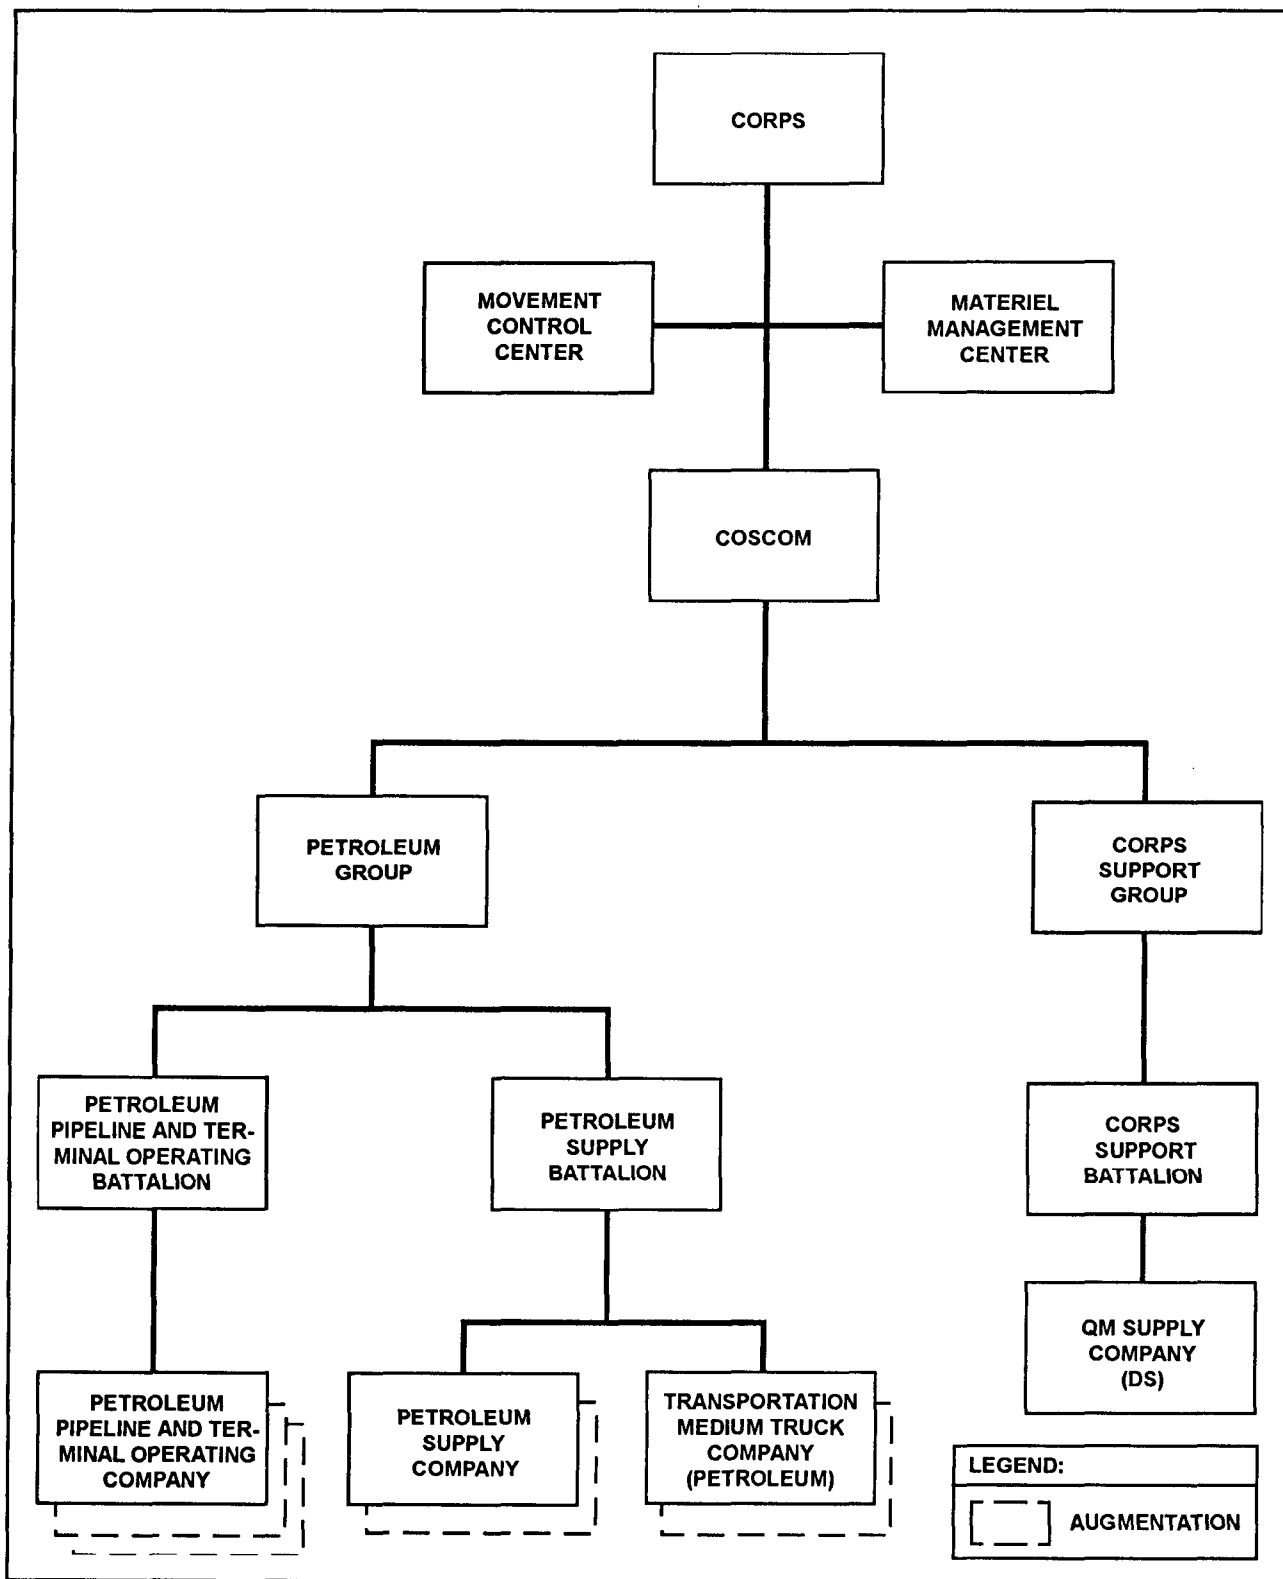 CORPS
MOVEMENT
CONTROL
CENTER
MATERIEL
MANAGEMENT
CENTER
COSCOM
PETROLEUM
GROUP
CORPS
SUPPORT
GROUP
PETROLEUM
PIPELINE AND TER-
MINAL OPERATING
BATTALION
PETROLEUM
SUPPLY
BATTALION
CORPS
SUPPORT
BATTALION
PETROLEUM
PIPELINE AND TER-
MINAL OPERATING
COMPANY
PETROLEUM
SUPPLY
COMPANY
TRANSPORTATION
MEDIUM TRUCK
COMPANY
(PETROLEUM)
QM SUPPLY
COMPANY
(DS)
LEGEND:
AUGMENTATION